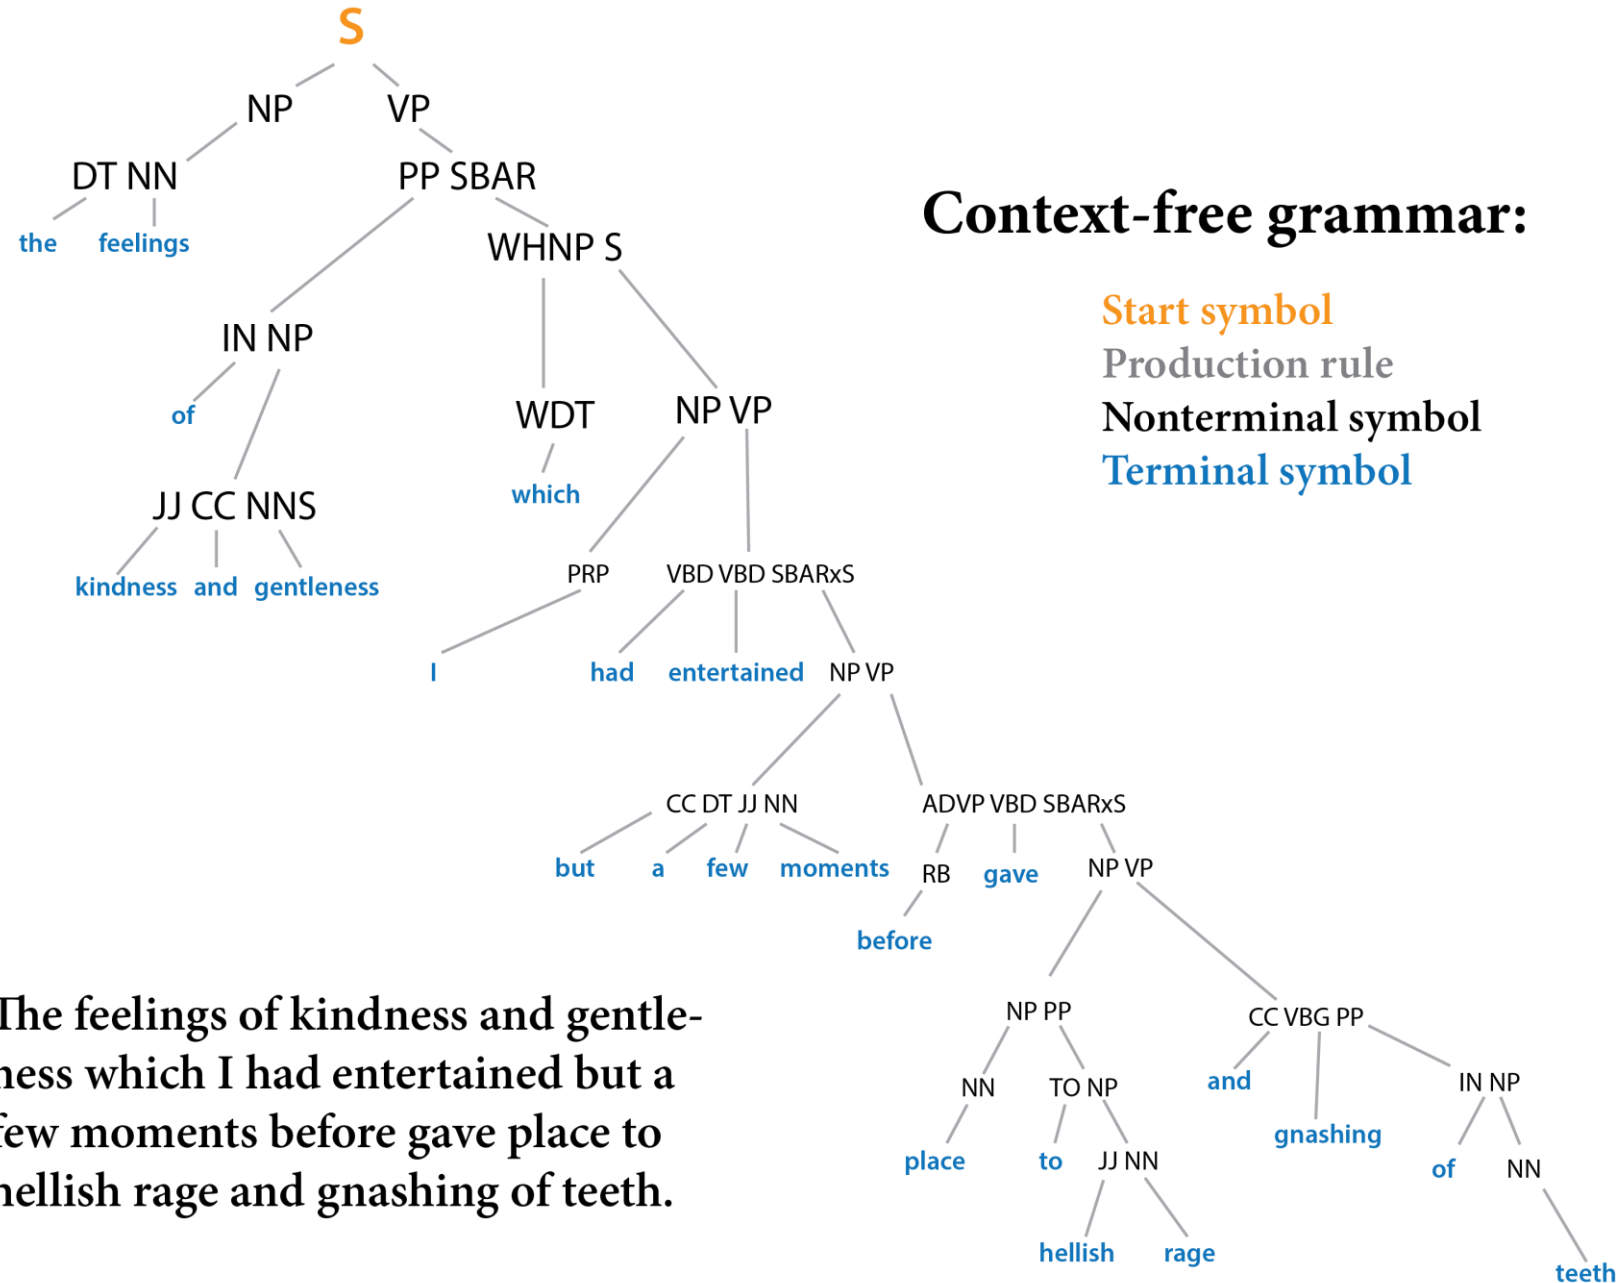 S
NP VP
DT NN PP SBAR
the feelings WHNP S
IN NP
of WDT NP VP
which
JJ CC NNS
kindness and gentleness
PRP VBD VBD SBARxS
I had entertained NP VP
CC DT JJ NN ADVP VBD SBARxS
but a few moments RB gave NP VP
before
NP PP CC VBG PP
NN TO NP and IN NP
gnashing
place to JJ NN of NN
hellish rage
teeth
Context-free grammar:
Start symbol
Production rule
Nonterminal symbol
Terminal symbol
The feelings of kindness and gentle-
ness which I had entertained but a
few moments before gave place to
hellish rage and gnashing of teeth.